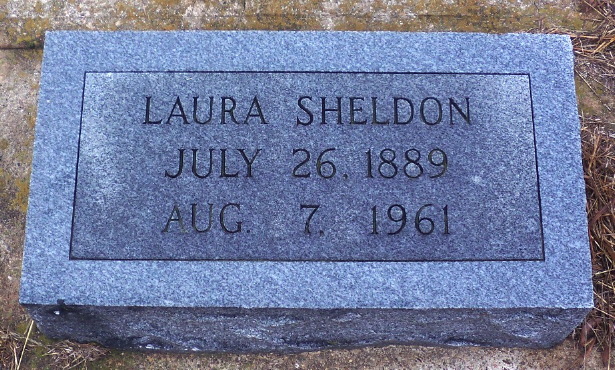 LAURA SHELDON
JULY 26, 1889
AUG. 7, 1961